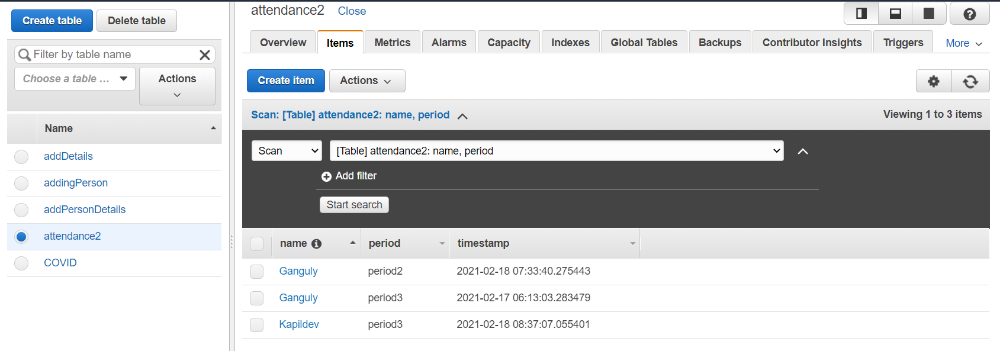 Create table
Delete table
Filter by table name
Choose a table ...
Actions
Name
addDetails
addingPerson
addPersonDetails
attendance2
COVID
attendance2 Close
Overview Items Metrics Alarms Capacity Indexes Global Tables Backups Contributor Insights Triggers More
Create item Actions
Scan: [Table] attendance2: name, period
Viewing 1 to 3 items
Scan [Table] attendance2: name, period
Add filter
Start search
name period timestamp
Ganguly period2 2021-02-18 07:33:40.275443
Ganguly period3 2021-02-17 06:13:03.283479
Kapildev period3 2021-02-18 08:37:07.055401